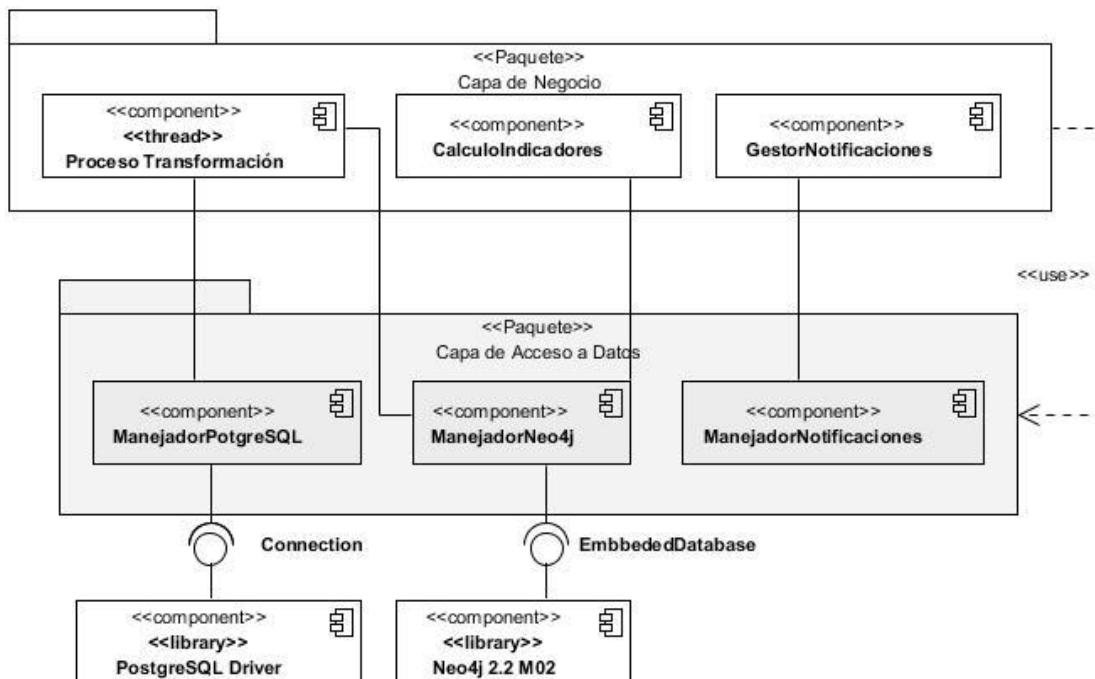 <<Paquete>>
Capa de Negocio
<<component>>
<<thread>>
Proceso Transformación
<<component>>
CalculoIndicadores
<<component>>
GestorNotificaciones
<<use>>
<<Paquete>>
Capa de Acceso a Datos
<<component>>
ManejadorPotgreSQL
<<component>>
ManejadorNeo4j
<<component>>
ManejadorNotificaciones
Connection
EmbbededDatabase
<<component>>
<<library>>
PostgreSQL Driver
<<component>>
<<library>>
Neo4j 2.2 M02